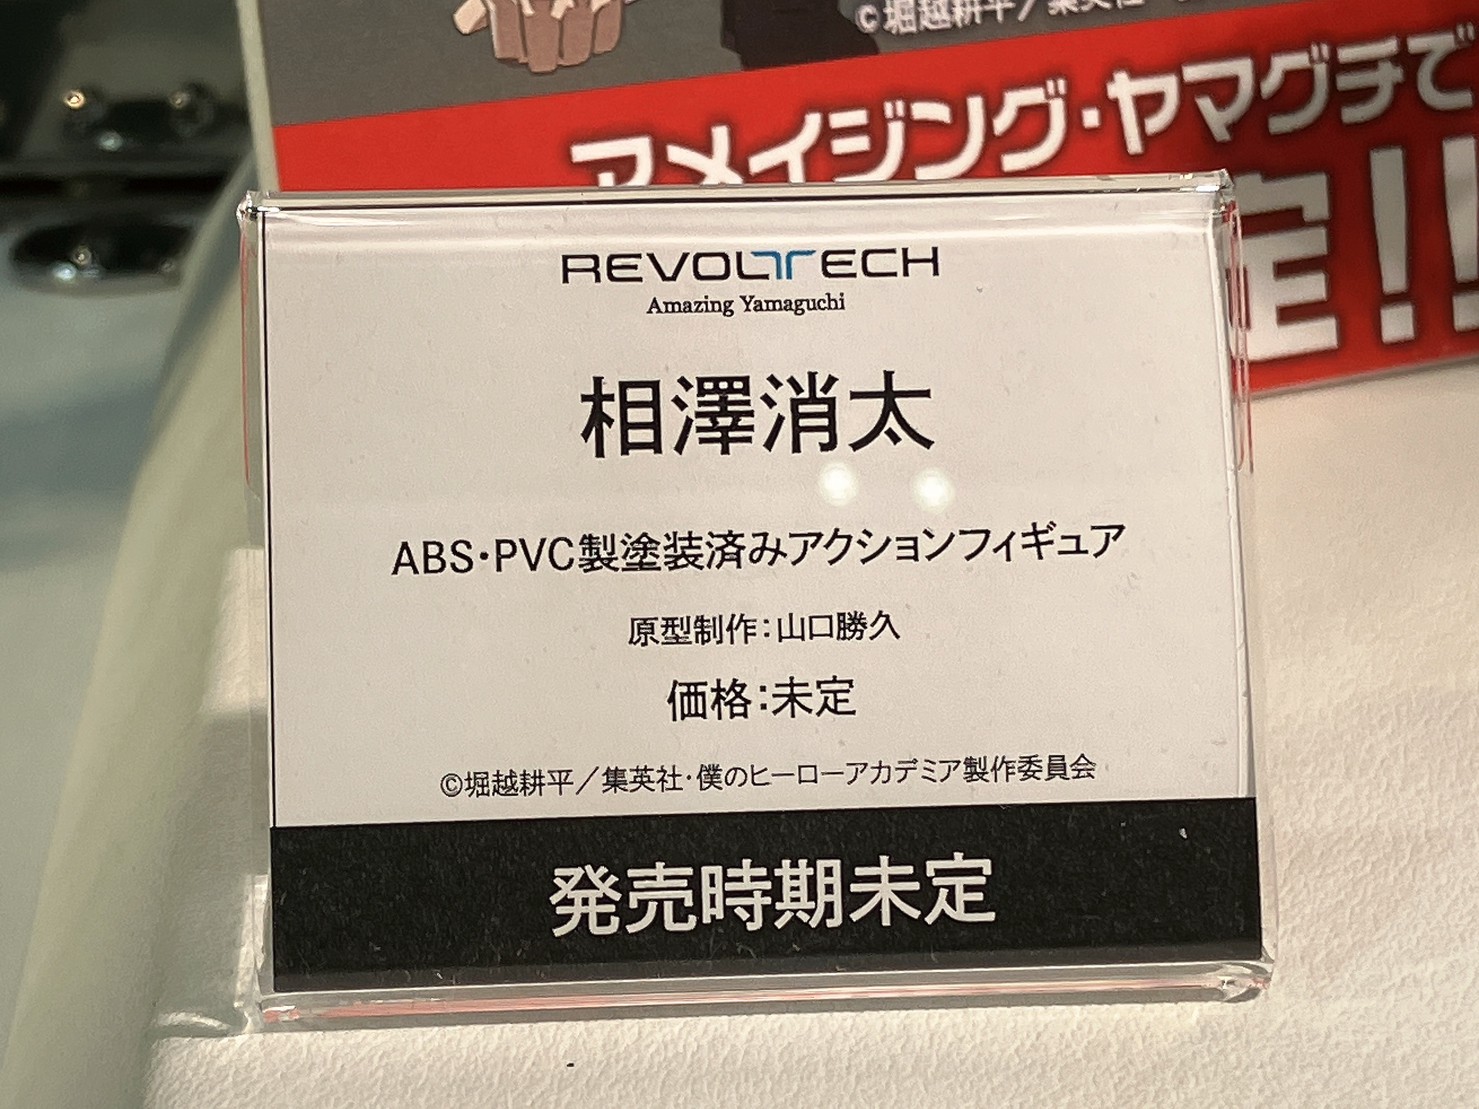 ©堀越耕平／集英社
アメイジング・ヤマグチで
定!!
REVOLTECH
Amazing Yamaguchi
相澤消太
ABS・PVC製塗装済みアクションフィギュア
原型制作：山口勝久
価格：未定
©堀越耕平／集英社・僕のヒーローアカデミア製作委員会
発売時期未定